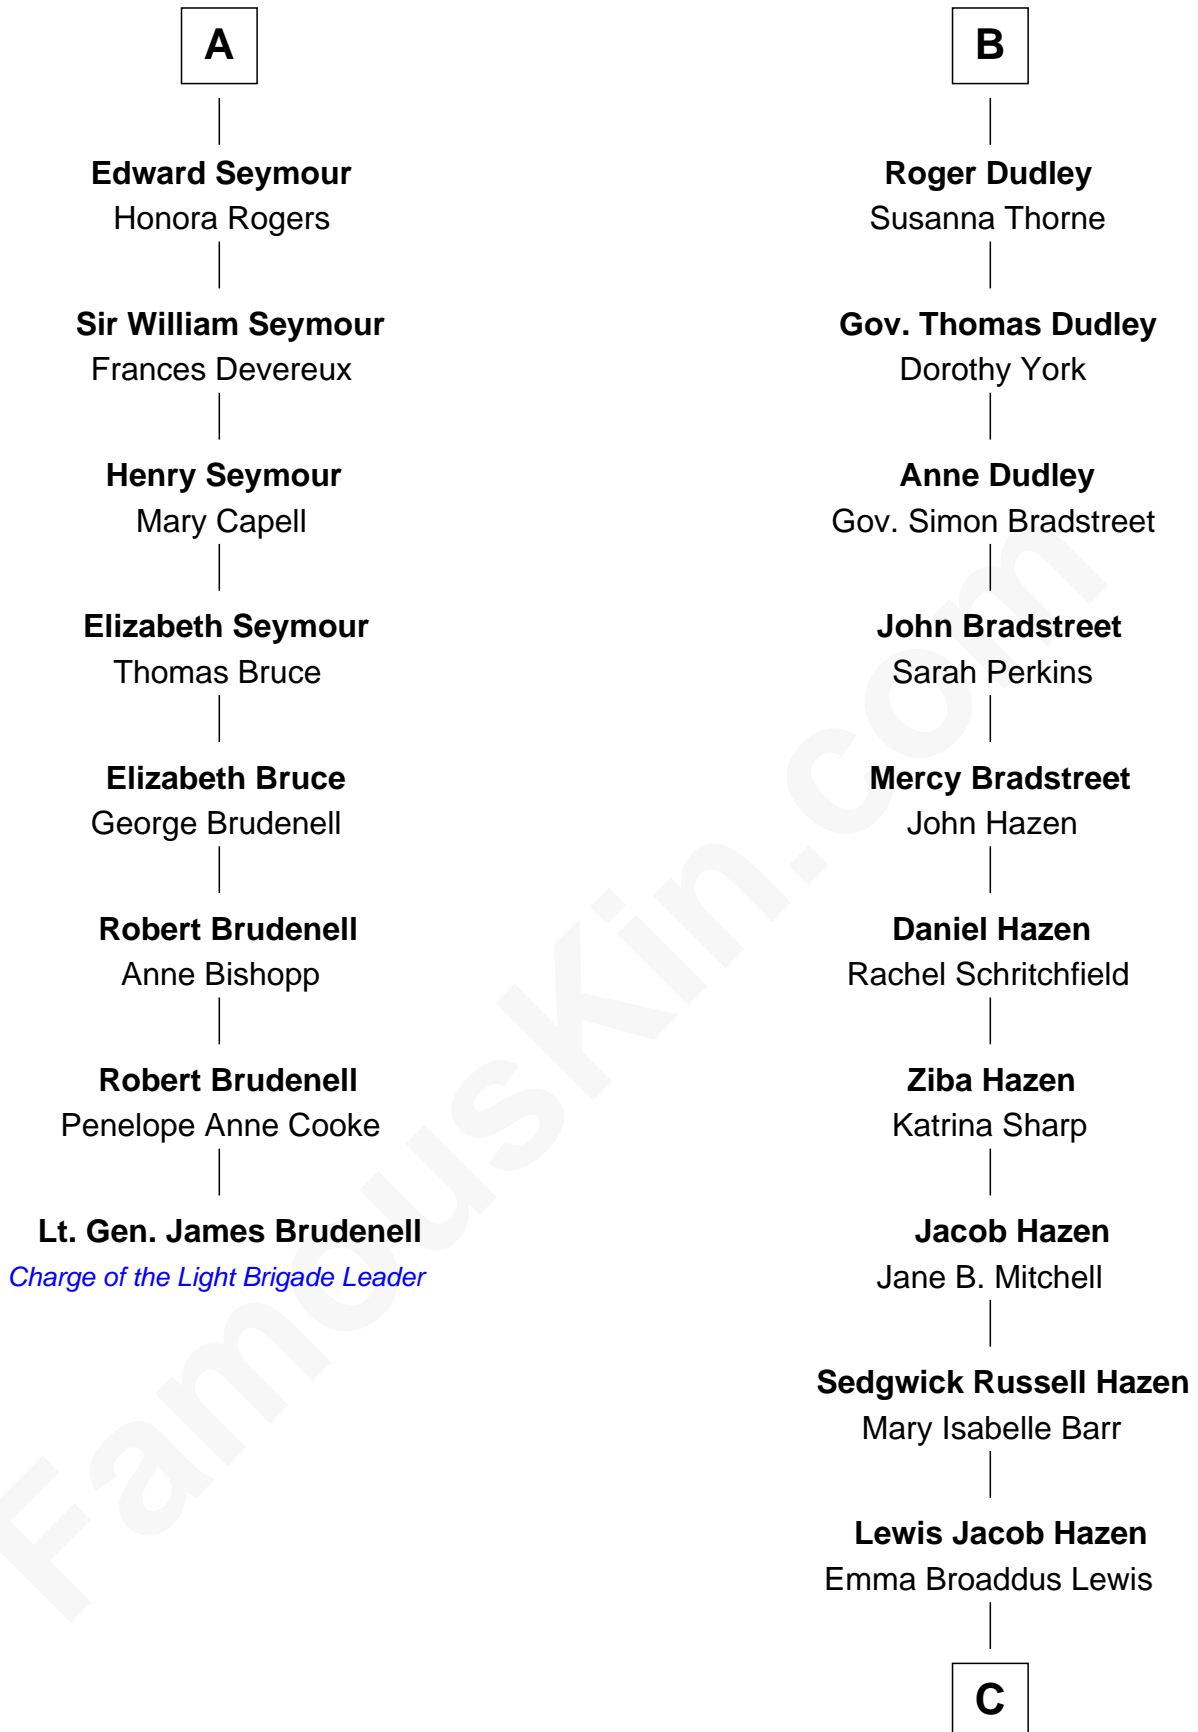 A
Edward Seymour
Honora Rogers
Sir William Seymour
Frances Devereux
Henry Seymour
Mary Capell
Elizabeth Seymour
Thomas Bruce
Elizabeth Bruce
George Brudenell
Robert Brudenell
Anne Bishopp
Robert Brudenell
Penelope Anne Cooke
Lt. Gen. James Brudenell
Charge of the Light Brigade Leader
B
Roger Dudley
Susanna Thorne
Gov. Thomas Dudley
Dorothy York
Anne Dudley
Gov. Simon Bradstreet
John Bradstreet
Sarah Perkins
Mercy Bradstreet
John Hazen
Daniel Hazen
Rachel Schritchfield
Ziba Hazen
Katrina Sharp
Jacob Hazen
Jane B. Mitchell
Sedgwick Russell Hazen
Mary Isabelle Barr
Lewis Jacob Hazen
Emma Broaddus Lewis
C
FamousKin.com